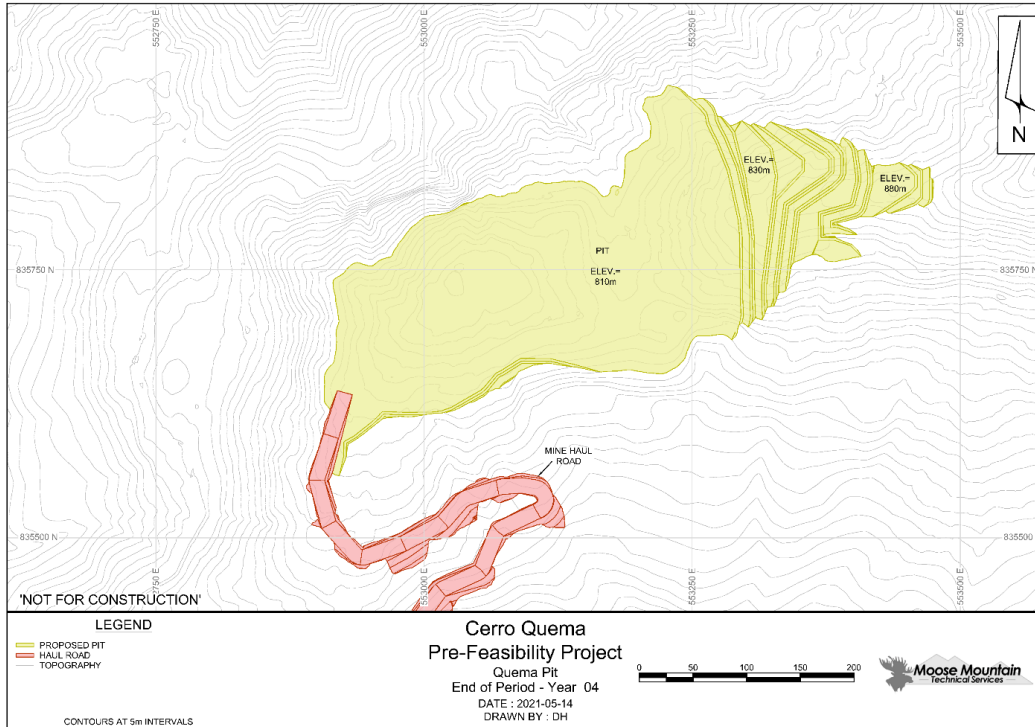 552750 E
553000 E
553250 E
553500 E
N
ELEV.=
830m
ELEV.=
680m
835750 N
PIT
835750 N
ELEV.=
810m
MINE HAUL
ROAD
835500 N
835500 N
552750 E
553000 E
553250 E
553500 E
'NOT FOR CONSTRUCTION'
LEGEND
PROPOSED PIT
HAUL ROAD
TOPOGRAPHY
CONTOURS AT 5m INTERVALS
Cerro Quema
Pre-Feasibility Project
Quema Pit
End of Period - Year 04
DATE : 2021-05-14
DRAWN BY : DH
0 50 100 150 200
Moose Mountain
Technical Services